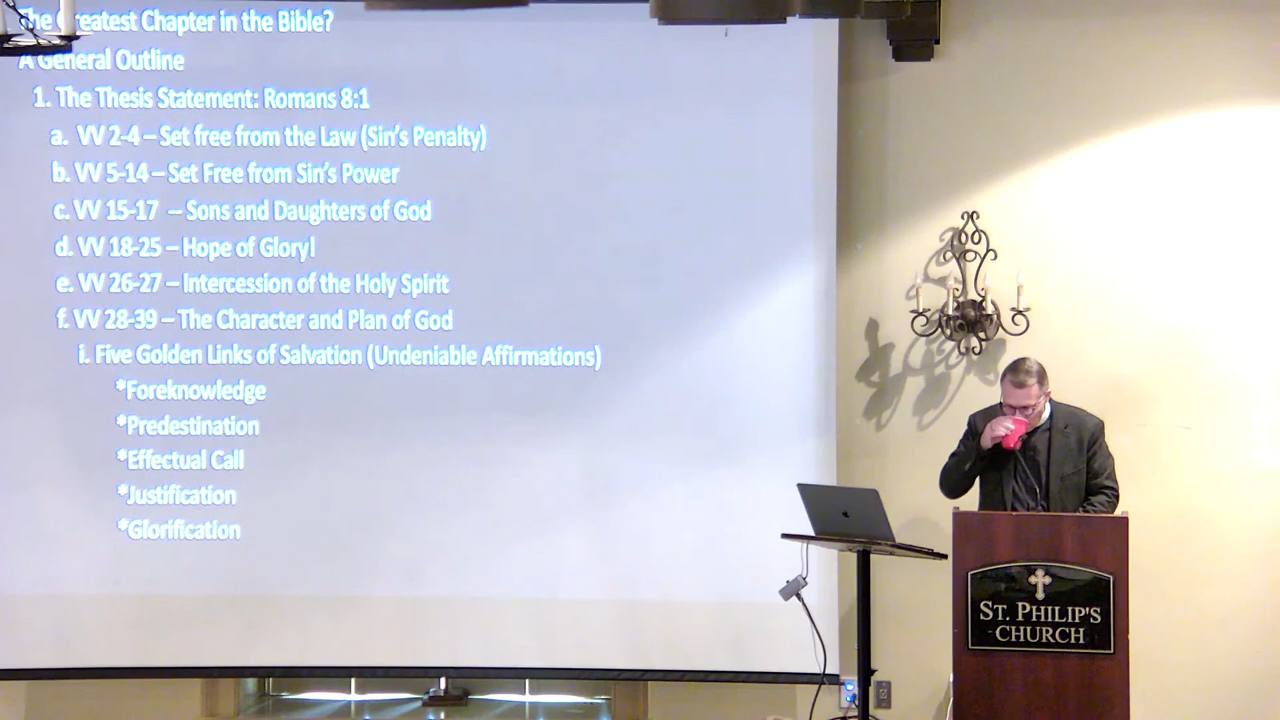 The Greatest Chapter in the Bible?
A General Outline
1. The Thesis Statement: Romans 8:1
a. VV 2-4 – Set free from the Law (Sin's Penalty)
b. VV 5-14 – Set Free from Sin's Power
c. VV 15-17 – Sons and Daughters of God
d. VV 18-25 – Hope of Glory!
e. VV 26-27 – Intercession of the Holy Spirit
f. VV 28-39 – The Character and Plan of God
i. Five Golden Links of Salvation (Undeniable Affirmations)
*Foreknowledge
*Predestination
*Effectual Call
*Justification
*Glorification
ST. PHILIP'S
CHURCH